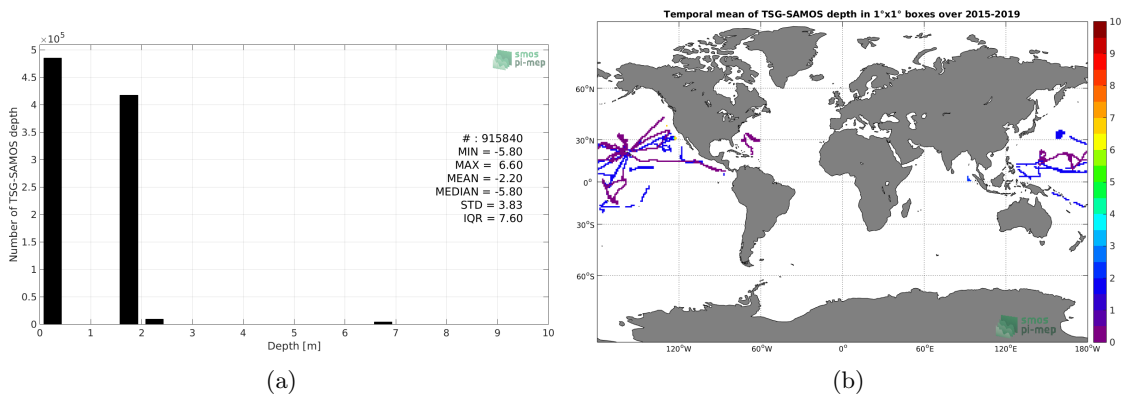 ×10⁵
5
4.5
4
3.5
3
2.5
2
1.5
1
0.5
0
Number of TSG-SAMOS depth
smos
pi-mep
# : 915840
MIN = -5.80
MAX = 6.60
MEAN = -2.20
MEDIAN = -5.80
STD = 3.83
IQR = 7.60
0 1 2 3 4 5 6 7 8 9 10
Depth [m]
(a)
Temporal mean of TSG-SAMOS depth in 1°x1° boxes over 2015-2019
60°N
30°N
0°
30°S
60°S
120°W 60°W 0° 60°E 120°E 180°W
smos
pi-mep
10
9
8
7
6
5
4
3
2
1
0
(b)